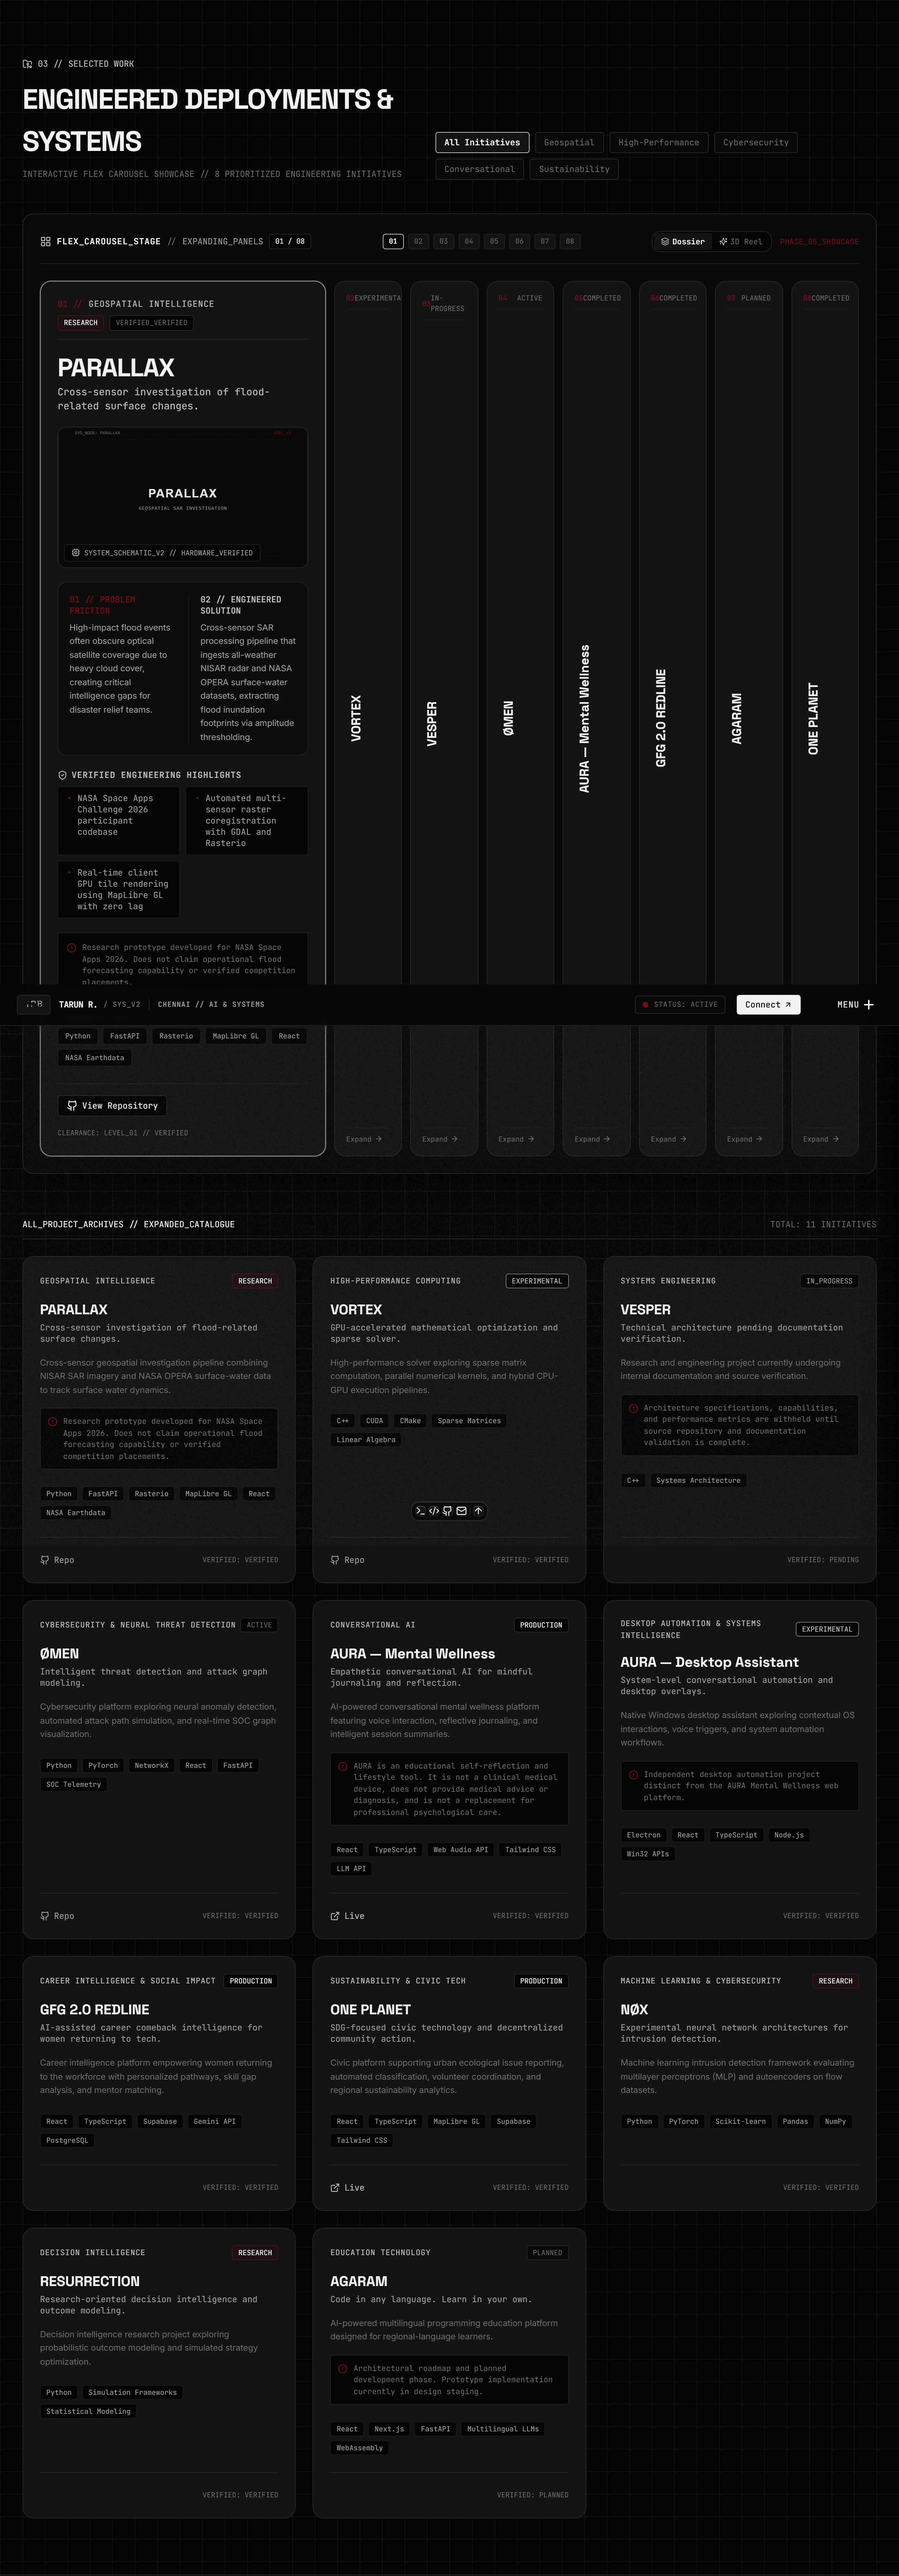 03 // SELECTED WORK
ENGINEERED DEPLOYMENTS &
SYSTEMS
INTERACTIVE FLEX CAROUSEL SHOWCASE // 8 PRIORITIZED ENGINEERING INITIATIVES
All Initiatives
Geospatial
High-Performance
Cybersecurity
Conversational
Sustainability
FLEX_CAROUSEL_STAGE // EXPANDING_PANELS 01 / 08
01 02 03 04 05 06 07 08
Dossier
3D Reel
PHASE_05_SHOWCASE
01 // GEOSPATIAL INTELLIGENCE
RESEARCH
VERIFIED_VERIFIED
PARALLAX
Cross-sensor investigation of flood-
related surface changes.
SYS_NODE: PARALLAX
PARALLAX
GEOSPATIAL SAR INVESTIGATION
SYSTEM_SCHEMATIC_V2 // HARDWARE_VERIFIED
01 // PROBLEM
FRICTION
High-impact flood events
often obscure optical
satellite coverage due to
heavy cloud cover,
creating critical
intelligence gaps for
disaster relief teams.
02 // ENGINEERED
SOLUTION
Cross-sensor SAR
processing pipeline that
ingests all-weather
NISAR radar and NASA
OPERA surface-water
datasets, extracting
flood inundation
footprints via amplitude
thresholding.
VERIFIED ENGINEERING HIGHLIGHTS
NASA Space Apps
Challenge 2026
participant
codebase
Automated multi-
sensor raster
coregistration
with GDAL and
Rasterio
Real-time client
GPU tile rendering
using MapLibre GL
with zero lag
Research prototype developed for NASA Space
Apps 2026. Does not claim operational flood
forecasting capability or verified competition
placements.
02 EXPERIMENTA
VORTEX
03 IN-
PROGRESS
VESPER
04 ACTIVE
ØMEN
05 COMPLETED
AURA — Mental Wellness
06 COMPLETED
GFG 2.0 REDLINE
07 PLANNED
AGARAM
08 COMPLETED
ONE PLANET
TARUN R. / SYS_V2
CHENNAI // AI & SYSTEMS
STATUS: ACTIVE
Connect
MENU
Python
FastAPI
Rasterio
MapLibre GL
React
NASA Earthdata
View Repository
CLEARANCE: LEVEL_01 // VERIFIED
Expand
Expand
Expand
Expand
Expand
Expand
Expand
ALL_PROJECT_ARCHIVES // EXPANDED_CATALOGUE
TOTAL: 11 INITIATIVES
GEOSPATIAL INTELLIGENCE
RESEARCH
PARALLAX
Cross-sensor investigation of flood-related
surface changes.
Cross-sensor geospatial investigation pipeline combining
NISAR SAR imagery and NASA OPERA surface-water data
to track surface water dynamics.
Research prototype developed for NASA Space
Apps 2026. Does not claim operational flood
forecasting capability or verified
competition placements.
Python
FastAPI
Rasterio
MapLibre GL
React
NASA Earthdata
Repo
VERIFIED: VERIFIED
HIGH-PERFORMANCE COMPUTING
EXPERIMENTAL
VORTEX
GPU-accelerated mathematical optimization and
sparse solver.
High-performance solver exploring sparse matrix
computation, parallel numerical kernels, and hybrid CPU-
GPU execution pipelines.
C++
CUDA
CMake
Sparse Matrices
Linear Algebra
Repo
VERIFIED: VERIFIED
SYSTEMS ENGINEERING
IN_PROGRESS
VESPER
Technical architecture pending documentation
verification.
Research and engineering project currently undergoing
internal documentation and source verification.
Architecture specifications, capabilities,
and performance metrics are withheld until
source repository and documentation
validation is complete.
C++
Systems Architecture
VERIFIED: PENDING
CYBERSECURITY & NEURAL THREAT DETECTION
ACTIVE
ØMEN
Intelligent threat detection and attack graph
modeling.
Cybersecurity platform exploring neural anomaly detection,
automated attack path simulation, and real-time SOC graph
visualization.
Python
PyTorch
NetworkX
React
FastAPI
SOC Telemetry
Repo
VERIFIED: VERIFIED
CONVERSATIONAL AI
PRODUCTION
AURA — Mental Wellness
Empathetic conversational AI for mindful
journaling and reflection.
AI-powered conversational mental wellness platform
featuring voice interaction, reflective journaling, and
intelligent session summaries.
AURA is an educational self-reflection and
lifestyle tool. It is not a clinical medical
device, does not provide medical advice or
diagnosis, and is not a replacement for
professional psychological care.
React
TypeScript
Web Audio API
Tailwind CSS
LLM API
Live
VERIFIED: VERIFIED
DESKTOP AUTOMATION & SYSTEMS
INTELLIGENCE
EXPERIMENTAL
AURA — Desktop Assistant
System-level conversational automation and
desktop overlays.
Native Windows desktop assistant exploring contextual OS
interactions, voice triggers, and system automation
workflows.
Independent desktop automation project
distinct from the AURA Mental Wellness web
platform.
Electron
React
TypeScript
Node.js
Win32 APIs
VERIFIED: VERIFIED
CAREER INTELLIGENCE & SOCIAL IMPACT
PRODUCTION
GFG 2.0 REDLINE
AI-assisted career comeback intelligence for
women returning to tech.
Career intelligence platform empowering women returning
to the workforce with personalized pathways, skill gap
analysis, and mentor matching.
React
TypeScript
Supabase
Gemini API
PostgreSQL
VERIFIED: VERIFIED
SUSTAINABILITY & CIVIC TECH
PRODUCTION
ONE PLANET
SDG-focused civic technology and decentralized
community action.
Civic platform supporting urban ecological issue reporting,
automated classification, volunteer coordination, and
regional sustainability analytics.
React
TypeScript
MapLibre GL
Supabase
Tailwind CSS
Live
VERIFIED: VERIFIED
MACHINE LEARNING & CYBERSECURITY
RESEARCH
NØX
Experimental neural network architectures for
intrusion detection.
Machine learning intrusion detection framework evaluating
multilayer perceptrons (MLP) and autoencoders on flow
datasets.
Python
PyTorch
Scikit-learn
Pandas
NumPy
VERIFIED: VERIFIED
DECISION INTELLIGENCE
RESEARCH
RESURRECTION
Research-oriented decision intelligence and
outcome modeling.
Decision intelligence research project exploring
probabilistic outcome modeling and simulated strategy
optimization.
Python
Simulation Frameworks
Statistical Modeling
VERIFIED: VERIFIED
EDUCATION TECHNOLOGY
PLANNED
AGARAM
Code in any language. Learn in your own.
AI-powered multilingual programming education platform
designed for regional-language learners.
Architectural roadmap and planned
development phase. Prototype implementation
currently in design staging.
React
Next.js
FastAPI
Multilingual LLMs
WebAssembly
VERIFIED: PLANNED